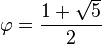 φ = (1 + √5) / 2